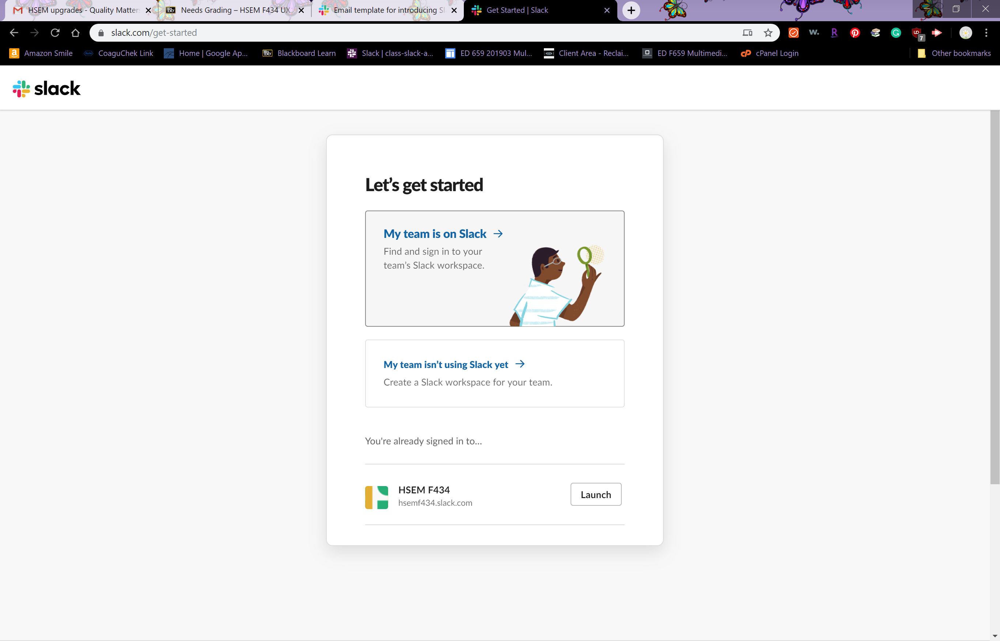 HSEM upgrades - Quality Matters
Needs Grading – HSEM F434 UX
Email template for introducing Sl
Get Started | Slack
slack.com/get-started
w.
R
7
Amazon Smile
CoaguChek Link
Home | Google Ap...
Bb
Blackboard Learn
Slack | class-slack-a...
ED 659 201903 Mul...
Client Area - Reclai...
ED F659 Multimedi...
cP
cPanel Login
Other bookmarks
slack
Let’s get started
My team is on Slack →
Find and sign in to your
team’s Slack workspace.
My team isn’t using Slack yet →
Create a Slack workspace for your team.
You're already signed in to...
HSEM F434
Launch
hsemf434.slack.com